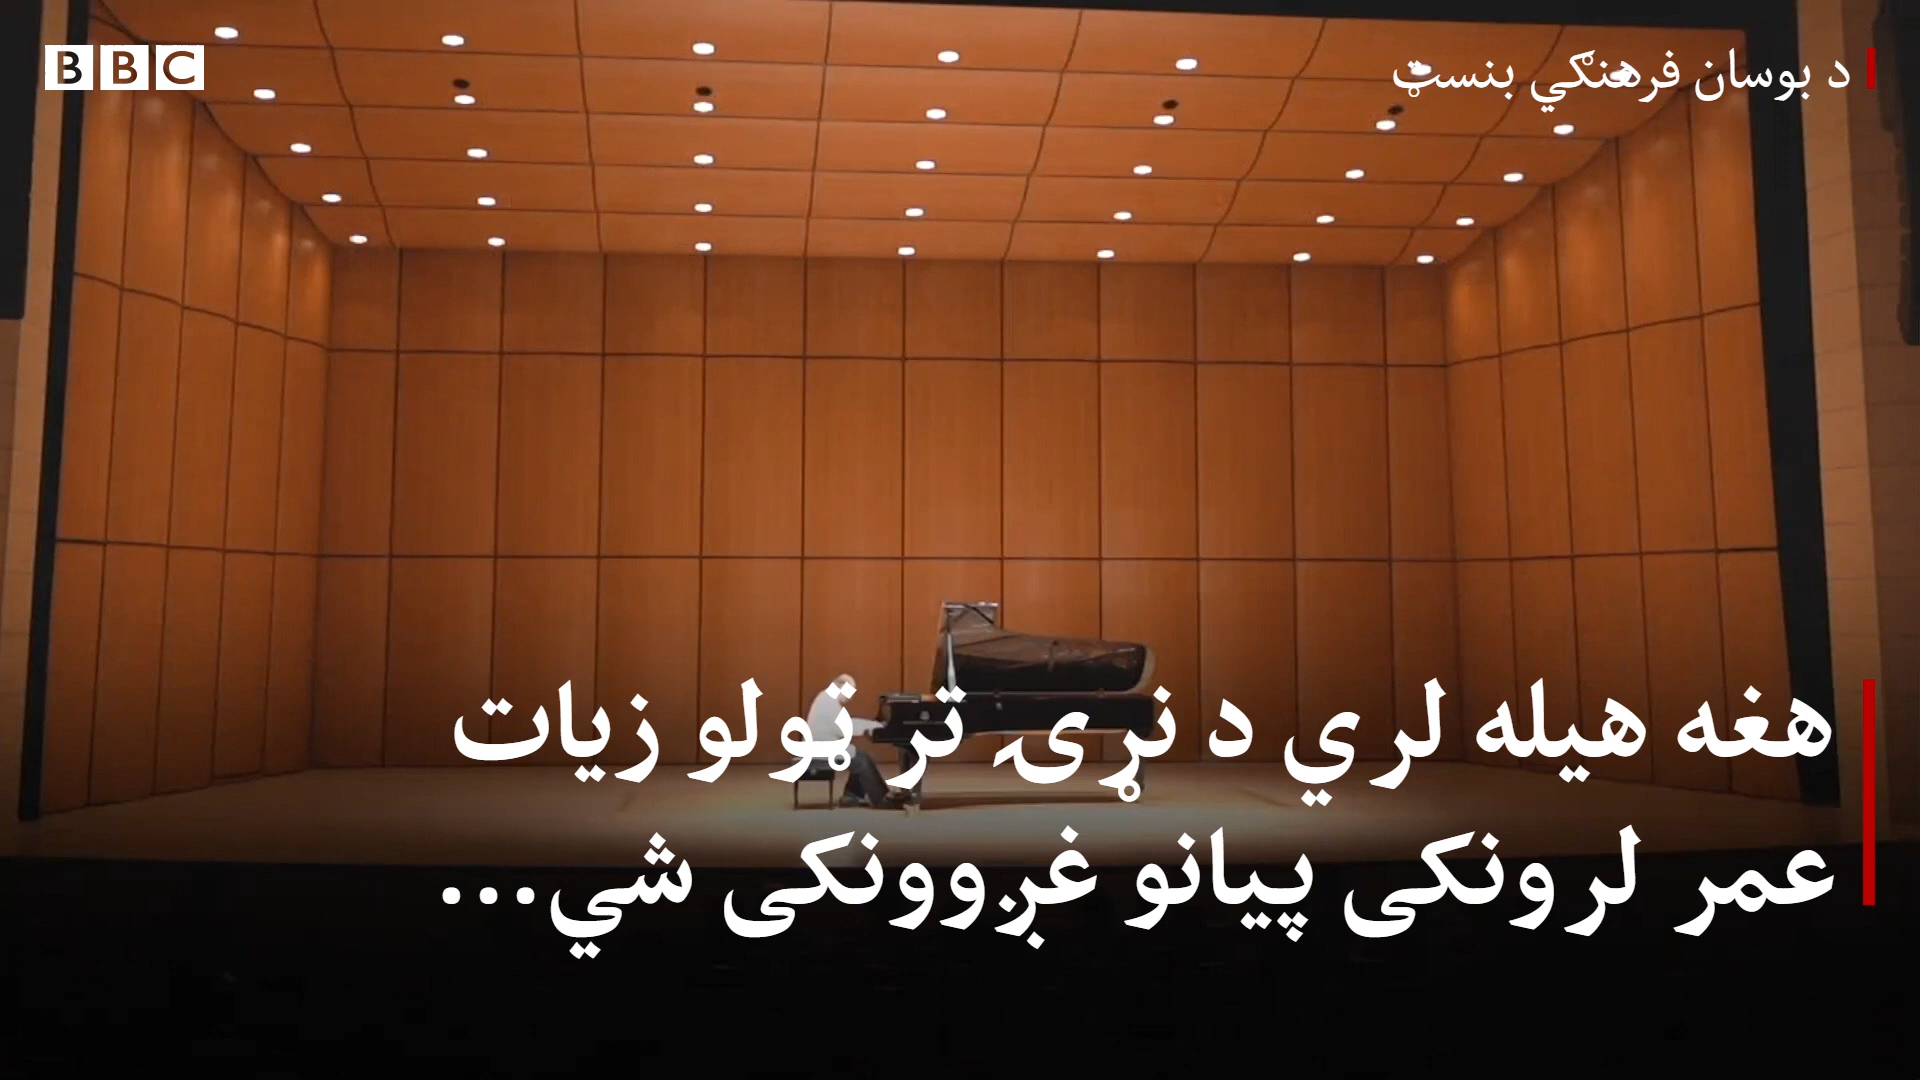 BBC
د بوسان فرهنګي بنسټ
هغه هیله لري د نړۍ تر ټولو زیات
عمر لرونکی پیانو غږوونکی شي...